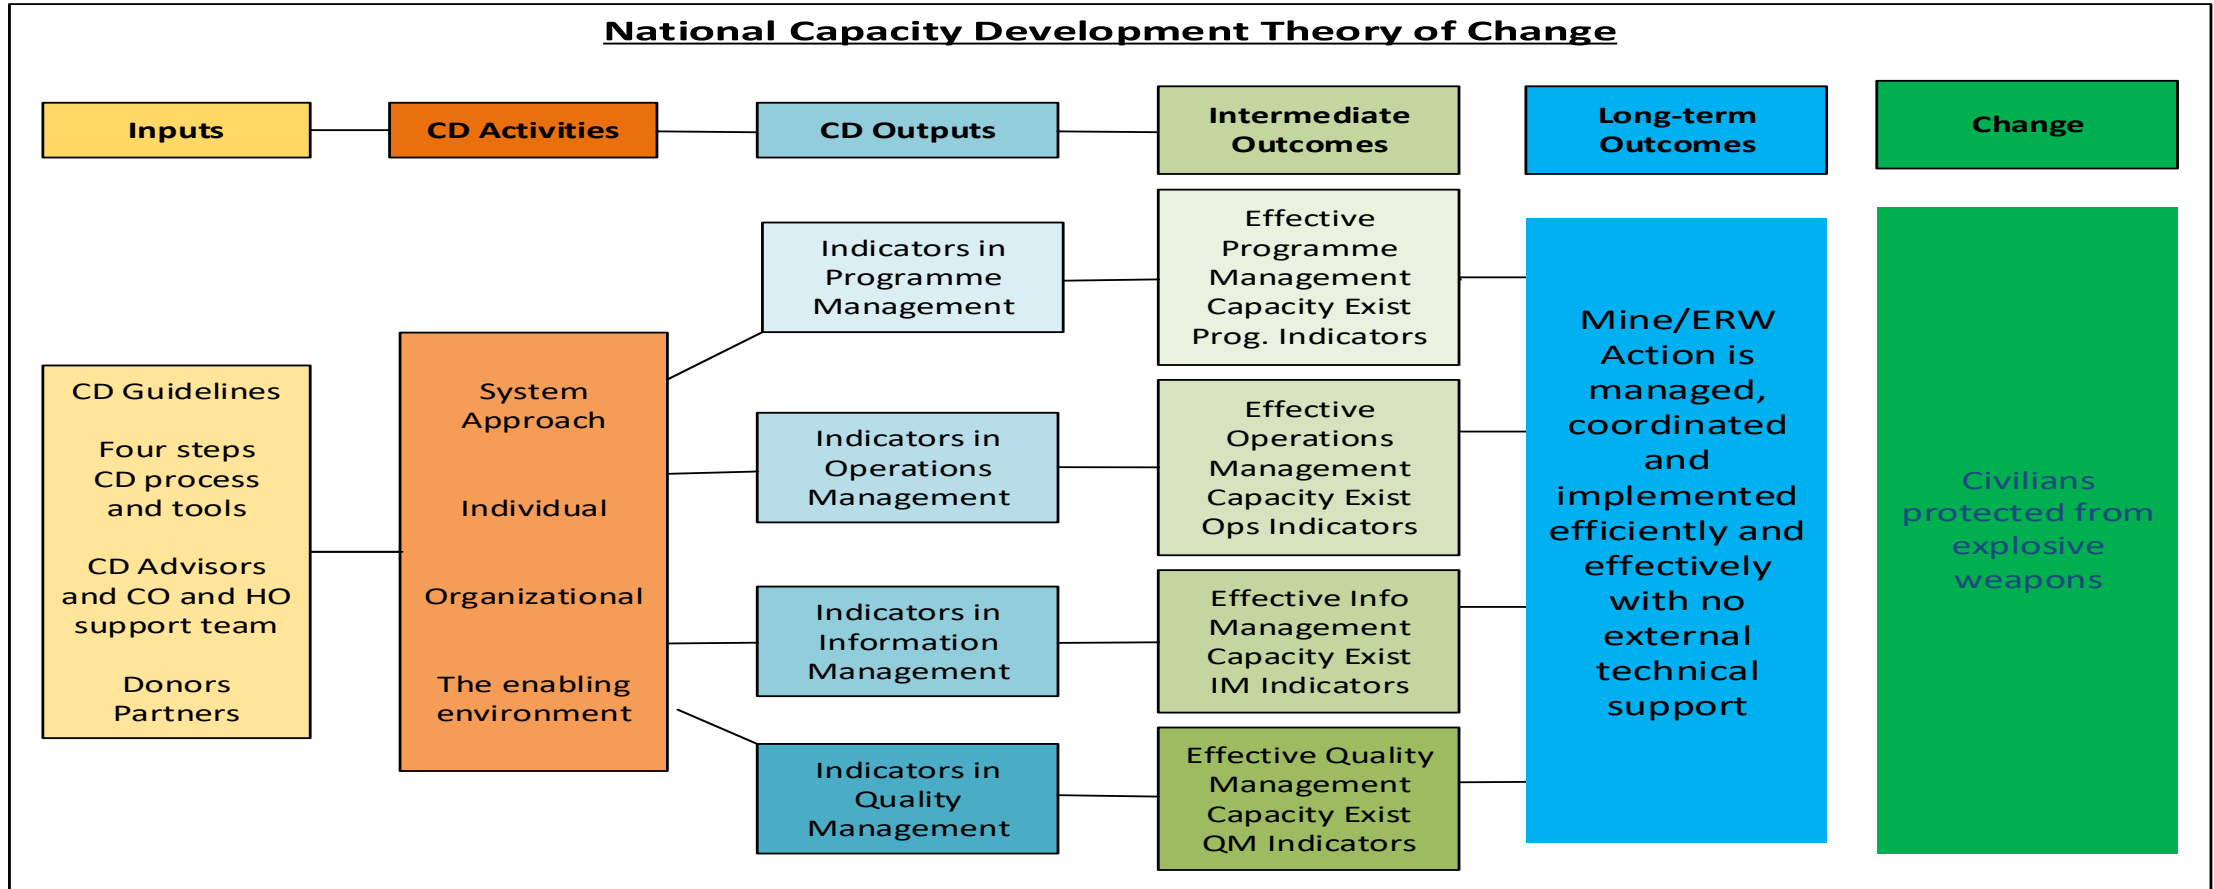 National Capacity Development Theory of Change
Inputs
CD Activities
CD Outputs
Intermediate
Outcomes
Long-term
Outcomes
Change
CD Guidelines
Four steps
CD process
and tools
CD Advisors
and CO and HO
support team
Donors
Partners
System
Approach
Individual
Organizational
The enabling
environment
Indicators in
Programme
Management
Indicators in
Operations
Management
Indicators in
Information
Management
Indicators in
Quality
Management
Effective
Programme
Management
Capacity Exist
Prog. Indicators
Effective
Operations
Management
Capacity Exist
Ops Indicators
Effective Info
Management
Capacity Exist
IM Indicators
Effective Quality
Management
Capacity Exist
QM Indicators
Mine/ERW
Action is
managed,
coordinated
and
implemented
efficiently and
effectively
with no
external
technical
support
Civilians
protected from
explosive
weapons